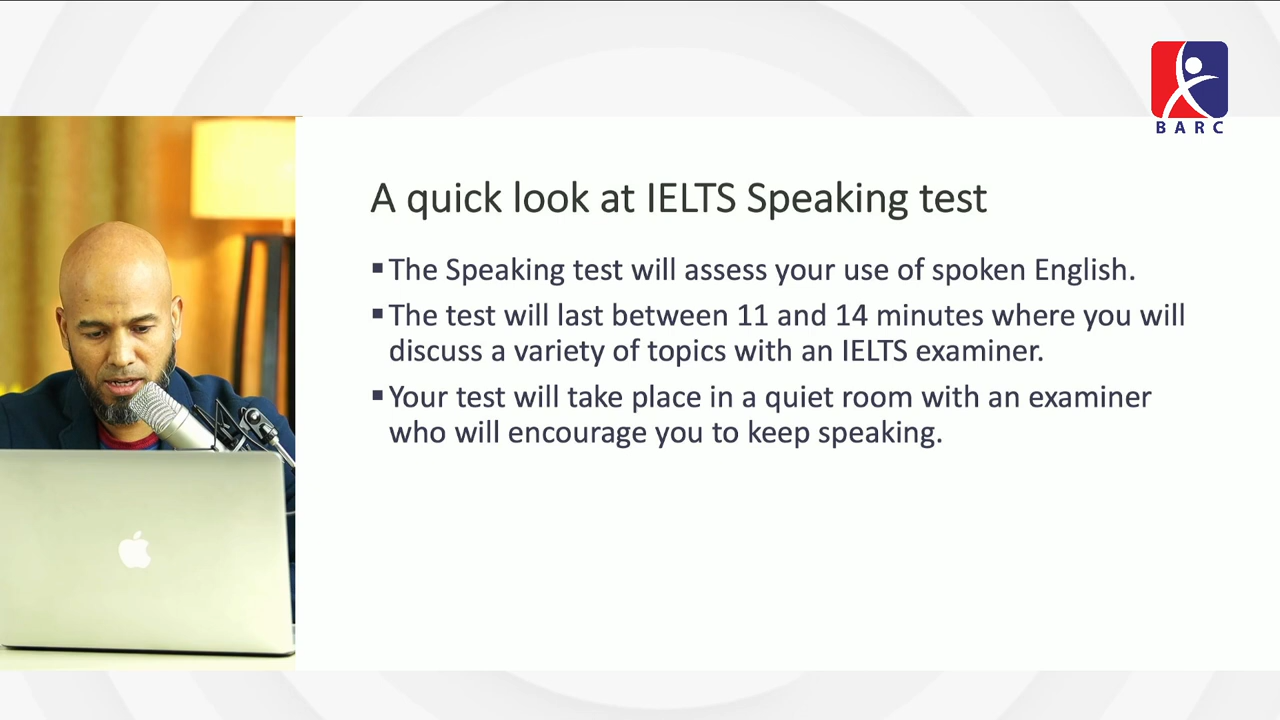 BARC
A quick look at IELTS Speaking test
▪ The Speaking test will assess your use of spoken English.
▪ The test will last between 11 and 14 minutes where you will
discuss a variety of topics with an IELTS examiner.
▪ Your test will take place in a quiet room with an examiner
who will encourage you to keep speaking.